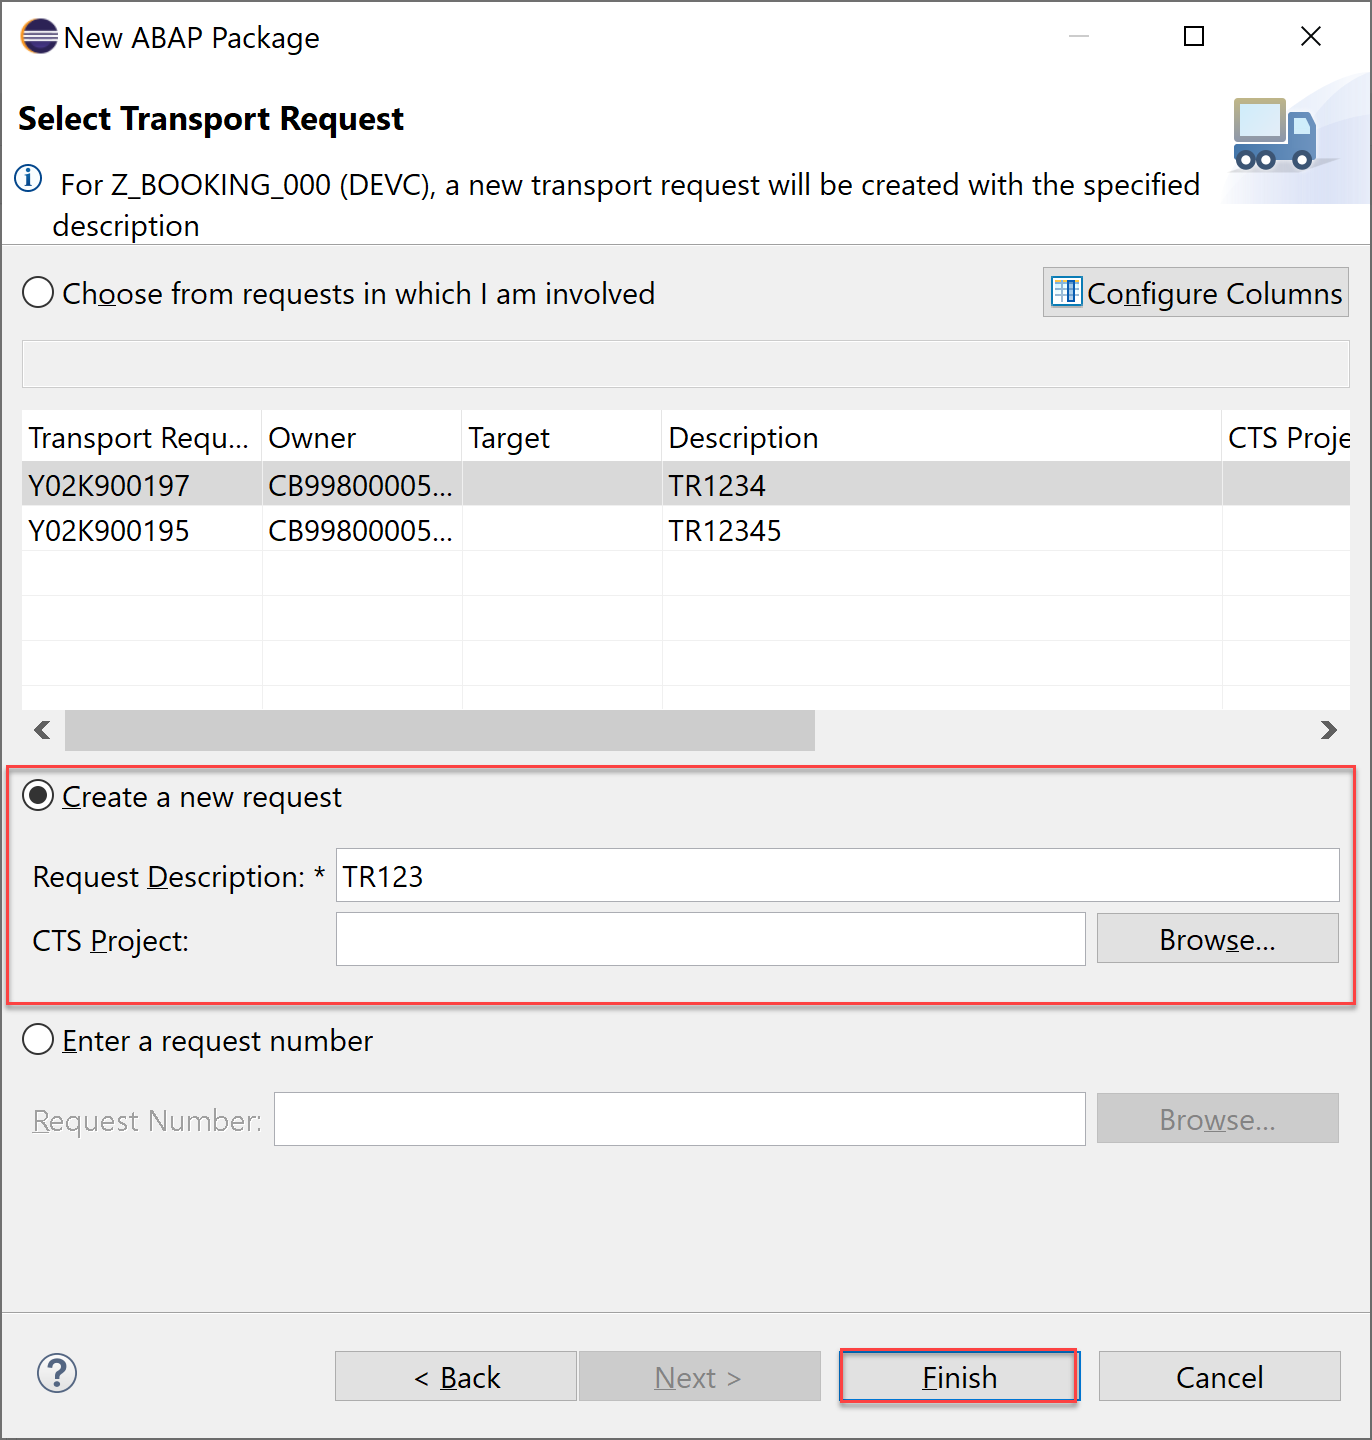 New ABAP Package
Select Transport Request
For Z_BOOKING_000 (DEVC), a new transport request will be created with the specified
description
Choose from requests in which I am involved
Configure Columns
Transport Requ... Owner Target Description CTS Proje
Y02K900197 CB99800005... TR1234
Y02K900195 CB99800005... TR12345
Create a new request
Request Description: * TR123
CTS Project: Browse...
Enter a request number
Request Number: Browse...
< Back Next > Finish Cancel